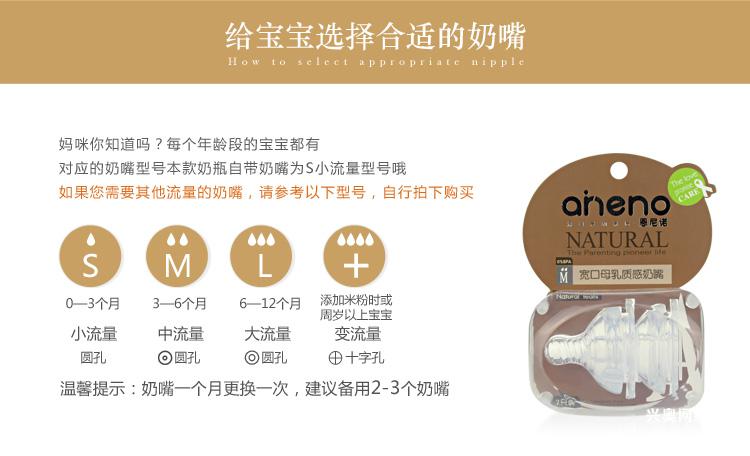 给宝宝选择合适的奶嘴
How to select appropriate nipple
妈咪你知道吗？每个年龄段的宝宝都有
对应的奶嘴型号本款奶瓶自带奶嘴为S小流量型号哦
如果您需要其他流量的奶嘴，请参考以下型号，自行拍下购买
S M L +
0—3个月 3—6个月 6—12个月 添加米粉时或
周岁以上宝宝
小流量 中流量 大流量 变流量
圆孔 圆孔 圆孔 十字孔
温馨提示：奶嘴一个月更换一次，建议备用2-3个奶嘴
The love
CARE
aneno
恩尼诺
NATURAL
The Parenting pioneer life
0%BPA
M 宽口母乳质感奶嘴
Natural
兴奥网